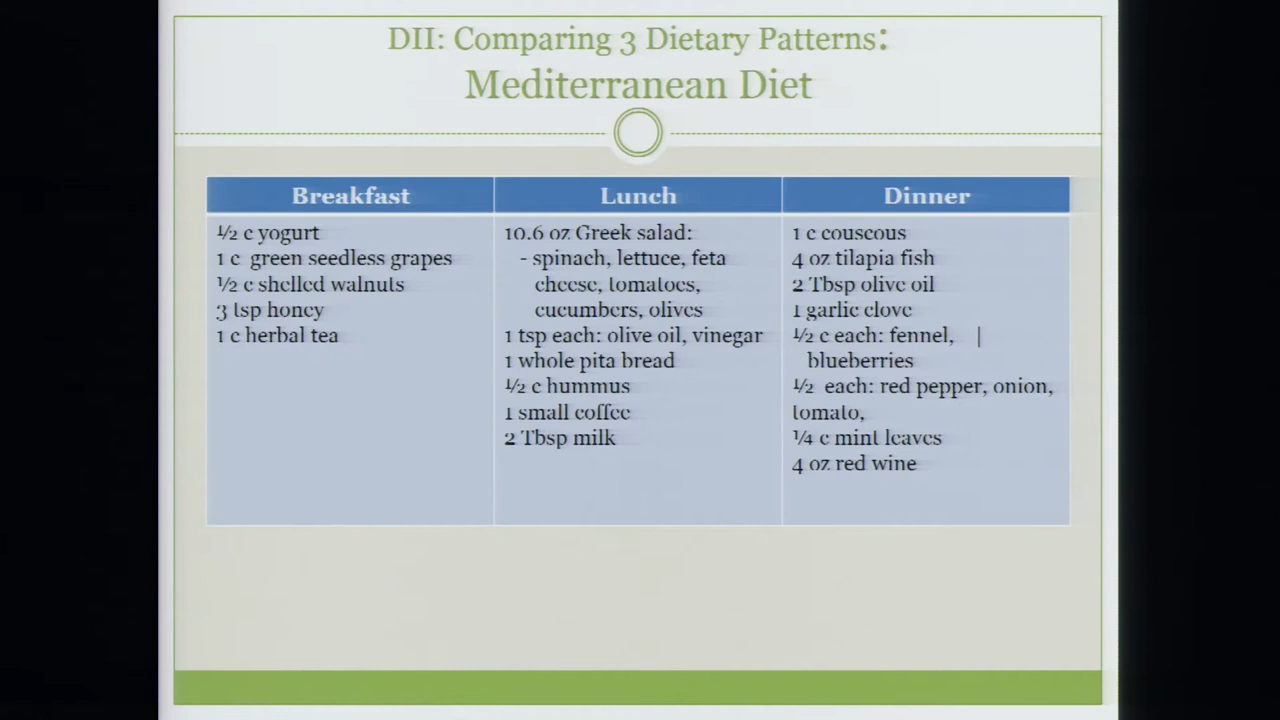 DII: Comparing 3 Dietary Patterns:
Mediterranean Diet
Breakfast
½ c yogurt
1 c green seedless grapes
½ c shelled walnuts
3 tsp honey
1 c herbal tea
Lunch
10.6 oz Greek salad:
- spinach, lettuce, feta
cheese, tomatoes,
cucumbers, olives
1 tsp each: olive oil, vinegar
1 whole pita bread
½ c hummus
1 small coffee
2 Tbsp milk
Dinner
1 c couscous
4 oz tilapia fish
2 Tbsp olive oil
1 garlic clove
½ c each: fennel, |
blueberries
½ each: red pepper, onion,
tomato,
¼ c mint leaves
4 oz red wine